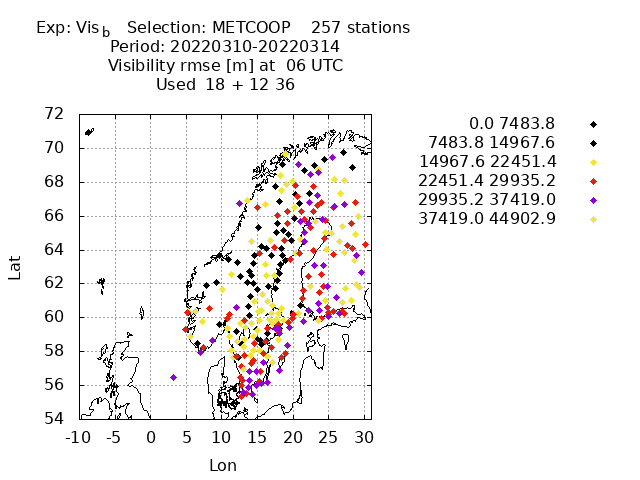 Exp: Vis b Selection: METCOOP 257 stations
Period: 20220310-20220314
Visibility rmse [m] at 06 UTC
Used 18 + 12 36
72
70
68
66
64
62
60
58
56
54
-10 -5 0 5 10 15 20 25 30
Lat
Lon
0.0 7483.8
7483.8 14967.6
14967.6 22451.4
22451.4 29935.2
29935.2 37419.0
37419.0 44902.9